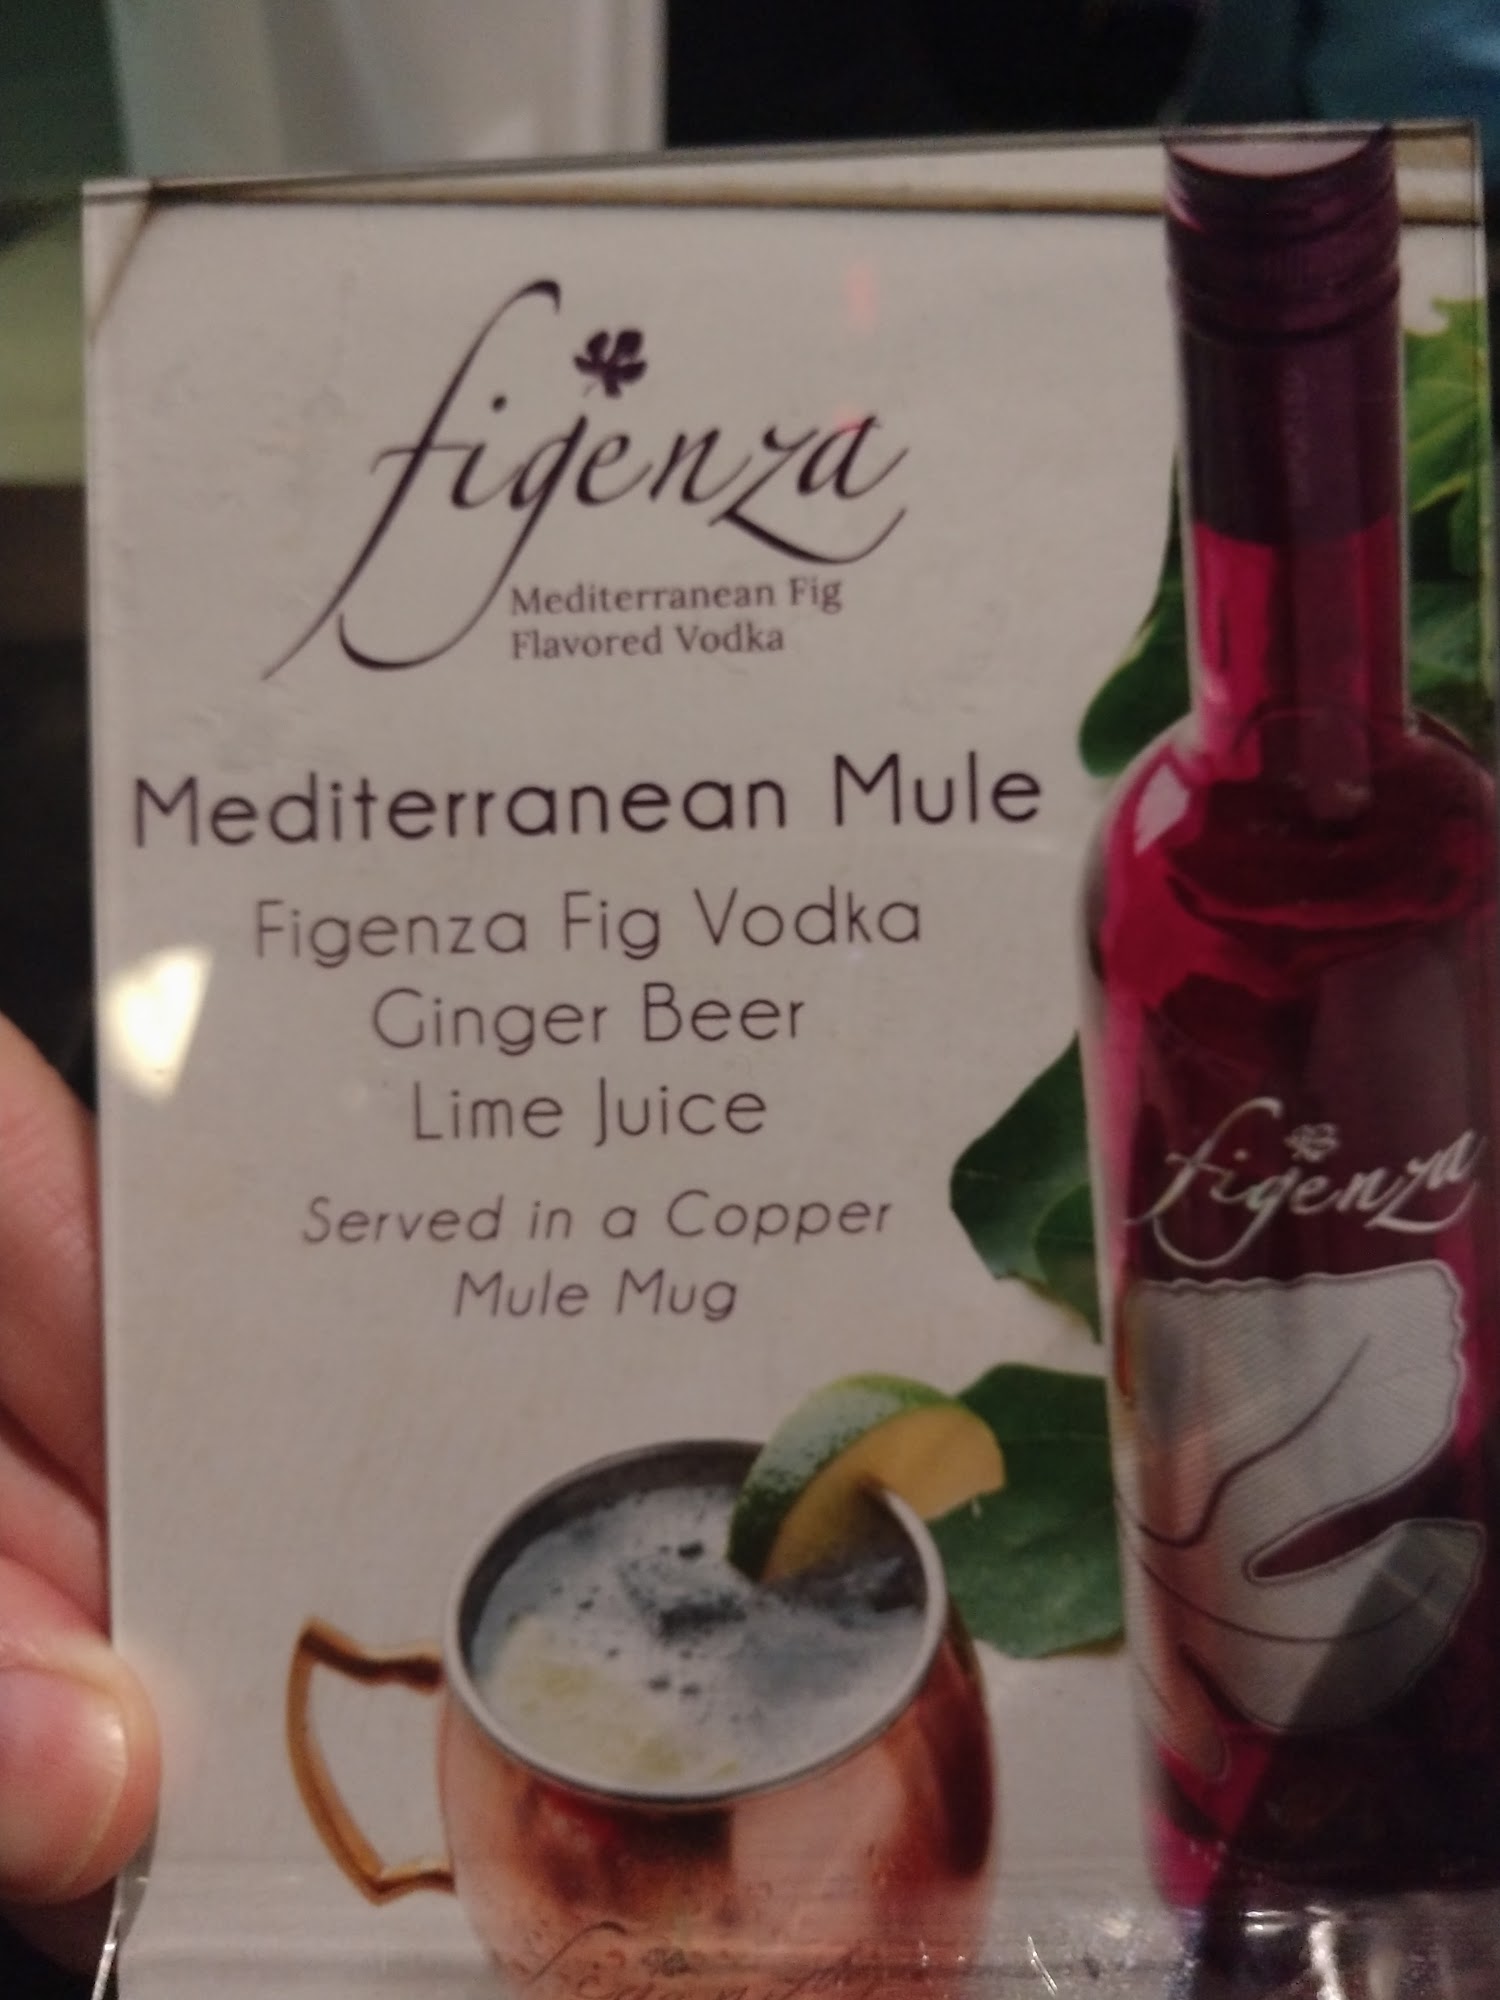 figenza
Mediterranean Fig
Flavored Vodka
Mediterranean Mule
Figenza Fig Vodka
Ginger Beer
Lime Juice
Served in a Copper
Mule Mug
figenza